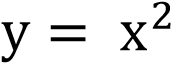 y = x²